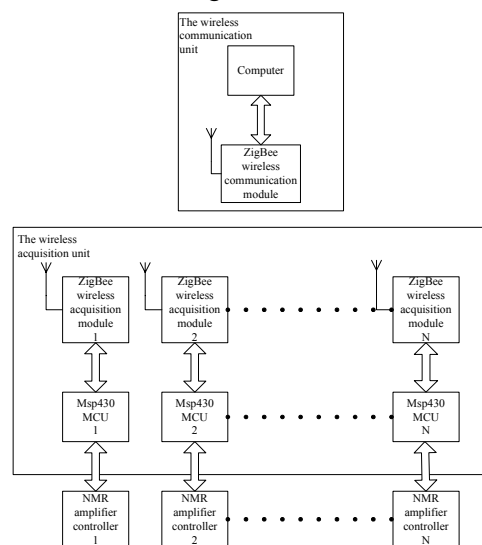 The wireless
communication
unit
Computer
ZigBee
wireless
communication
module
The wireless
acquisition unit
ZigBee
wireless
acquisition
module
1
ZigBee
wireless
acquisition
module
2
ZigBee
wireless
acquisition
module
N
Msp430
MCU
1
Msp430
MCU
2
Msp430
MCU
N
NMR
amplifier
controller
1
NMR
amplifier
controller
2
NMR
amplifier
controller
N